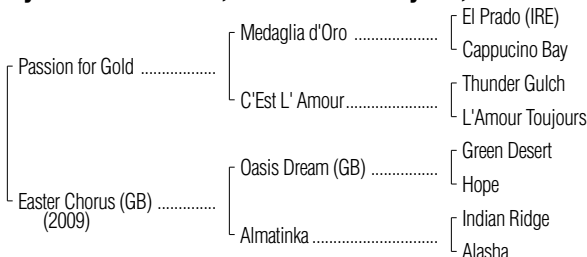 El Prado (IRE)
Medaglia d'Oro ....................
Cappucino Bay
Passion for Gold .................
Thunder Gulch
C'Est L' Amour......................
L'Amour Toujours
Green Desert
Oasis Dream (GB) ................
Hope
Easter Chorus (GB) ..............
(2009)
Indian Ridge
Almatinka ..............................
Alasha